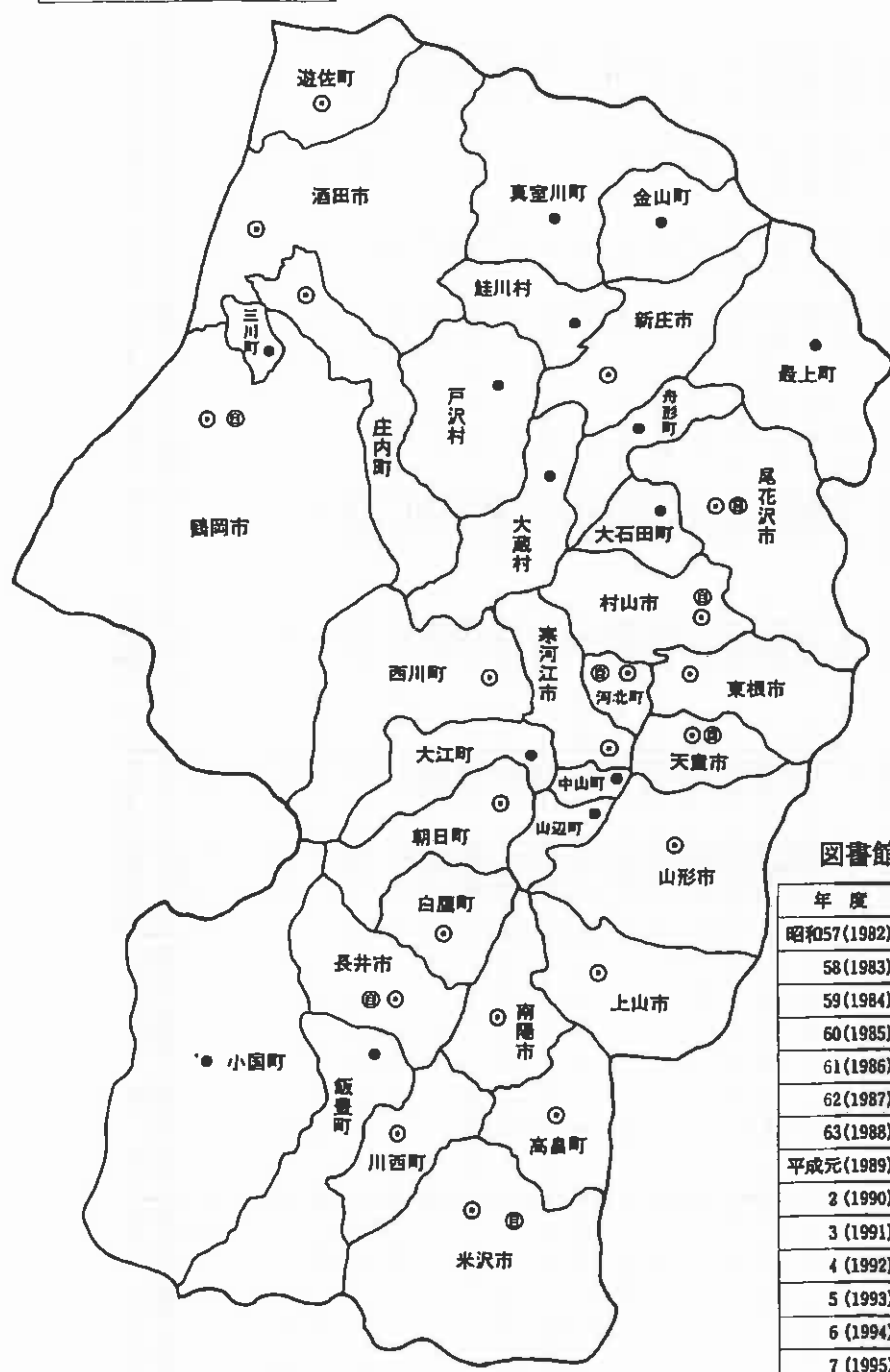 遊佐町
酒田市
真室川町
金山町
鮭川村
新庄市
三川町
最上町
戸沢村
舟形町
庄内町
尾花沢市
鶴岡市
大蔵村
大石田町
村山市
寒河江市
西川町
河北町
東根市
大江町
天童市
中山町
朝日町
山辺町
山形市
白鷹町
長井市
上山市
南陽市
小国町
飯豊町
川西町
高畠町
米沢市
図書館
年 度
昭和57(1982)
58(1983)
59(1984)
60(1985)
61(1986)
62(1987)
63(1988)
平成元(1989)
2(1990)
3(1991)
4(1992)
5(1993)
6(1994)
7(1995)